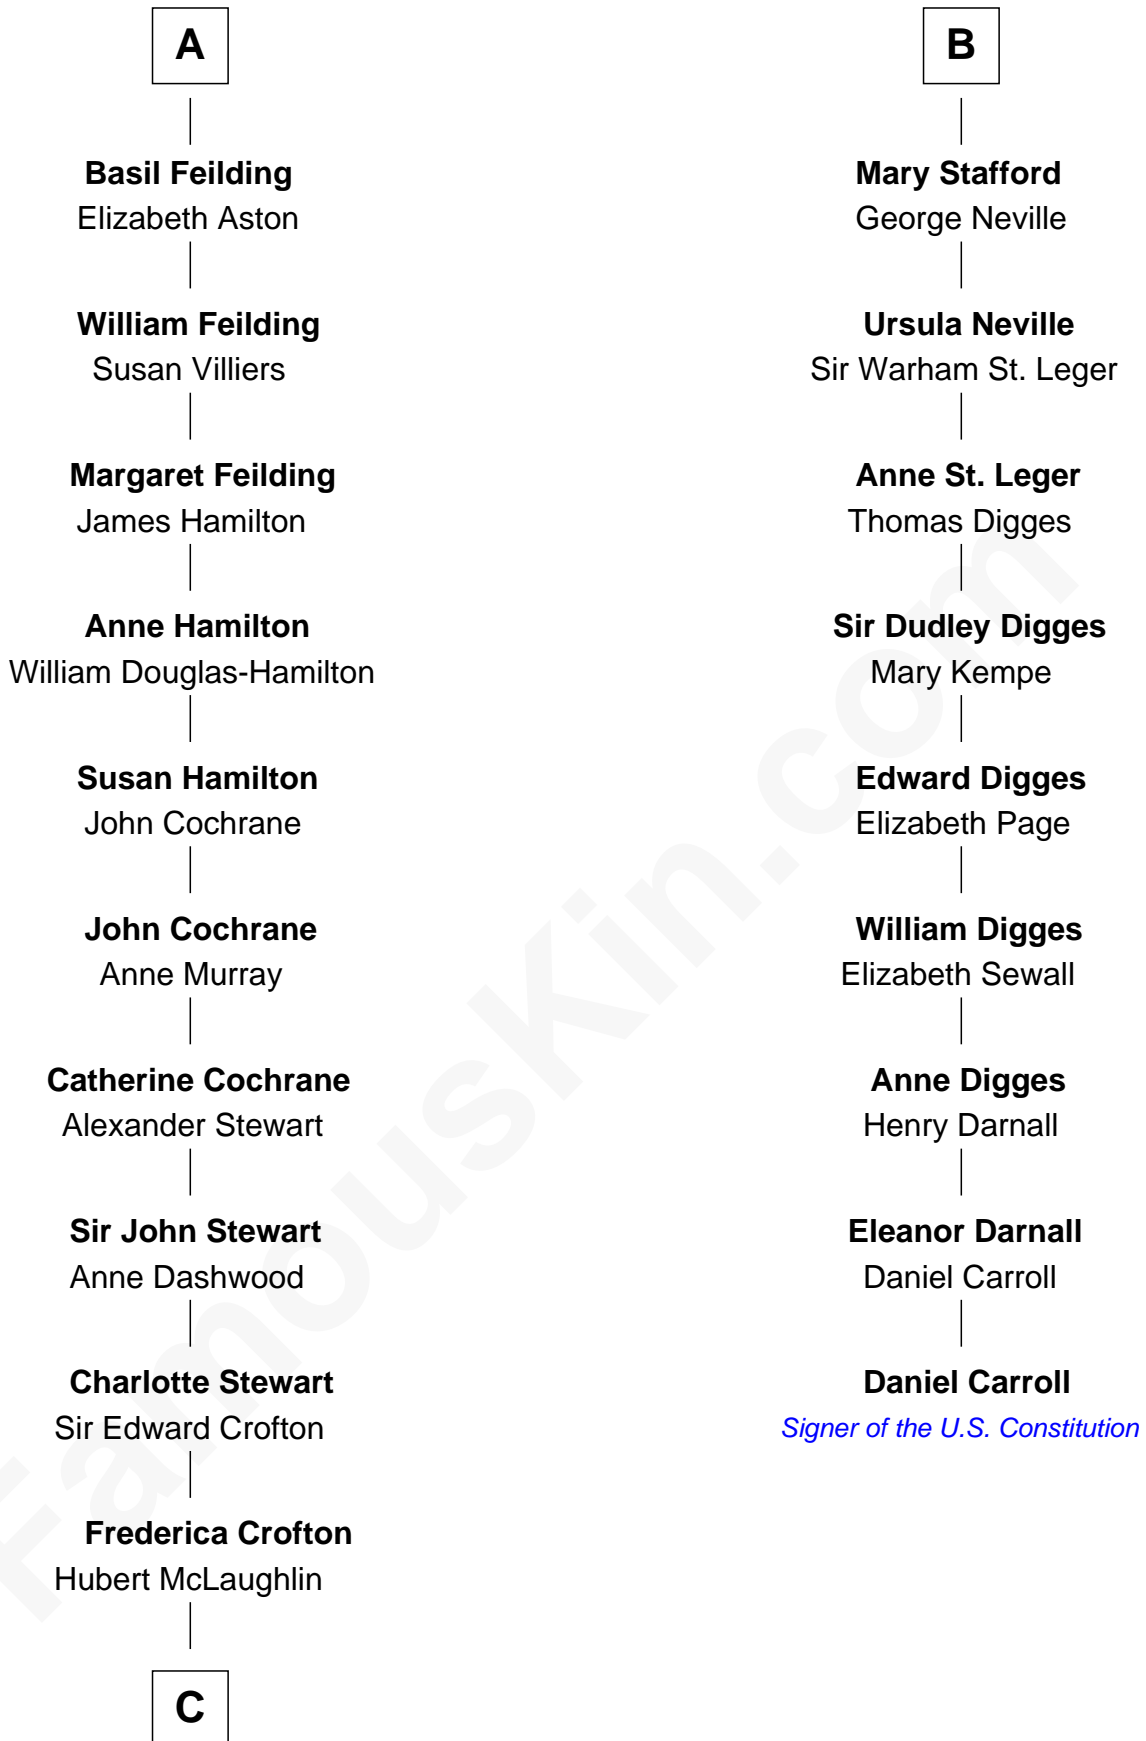 A
Basil Feilding
Elizabeth Aston
William Feilding
Susan Villiers
Margaret Feilding
James Hamilton
Anne Hamilton
William Douglas-Hamilton
Susan Hamilton
John Cochrane
John Cochrane
Anne Murray
Catherine Cochrane
Alexander Stewart
Sir John Stewart
Anne Dashwood
Charlotte Stewart
Sir Edward Crofton
Frederica Crofton
Hubert McLaughlin
C
B
Mary Stafford
George Neville
Ursula Neville
Sir Warham St. Leger
Anne St. Leger
Thomas Digges
Sir Dudley Digges
Mary Kempe
Edward Digges
Elizabeth Page
William Digges
Elizabeth Sewall
Anne Digges
Henry Darnall
Eleanor Darnall
Daniel Carroll
Daniel Carroll
Signer of the U.S. Constitution
FamousKin.com